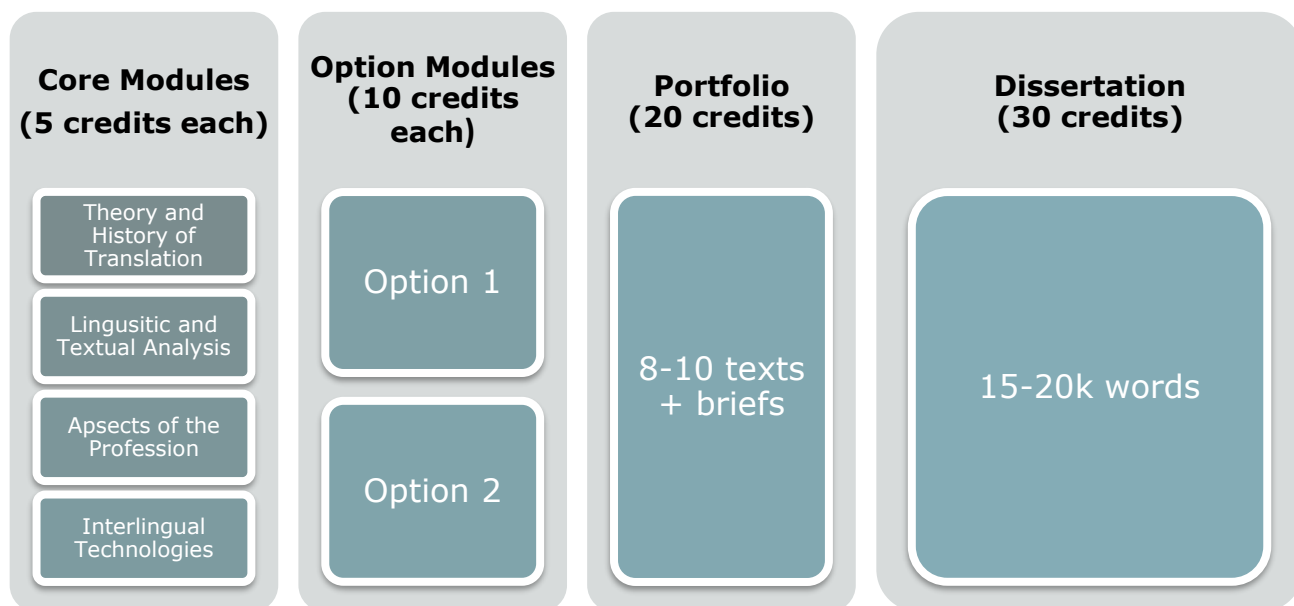 Core Modules
(5 credits each)
Theory and
History of
Translation
Lingusitic and
Textual Analysis
Apsects of the
Profession
Interlingual
Technologies
Option Modules
(10 credits
each)
Option 1
Option 2
Portfolio
(20 credits)
8-10 texts
+ briefs
Dissertation
(30 credits)
15-20k words